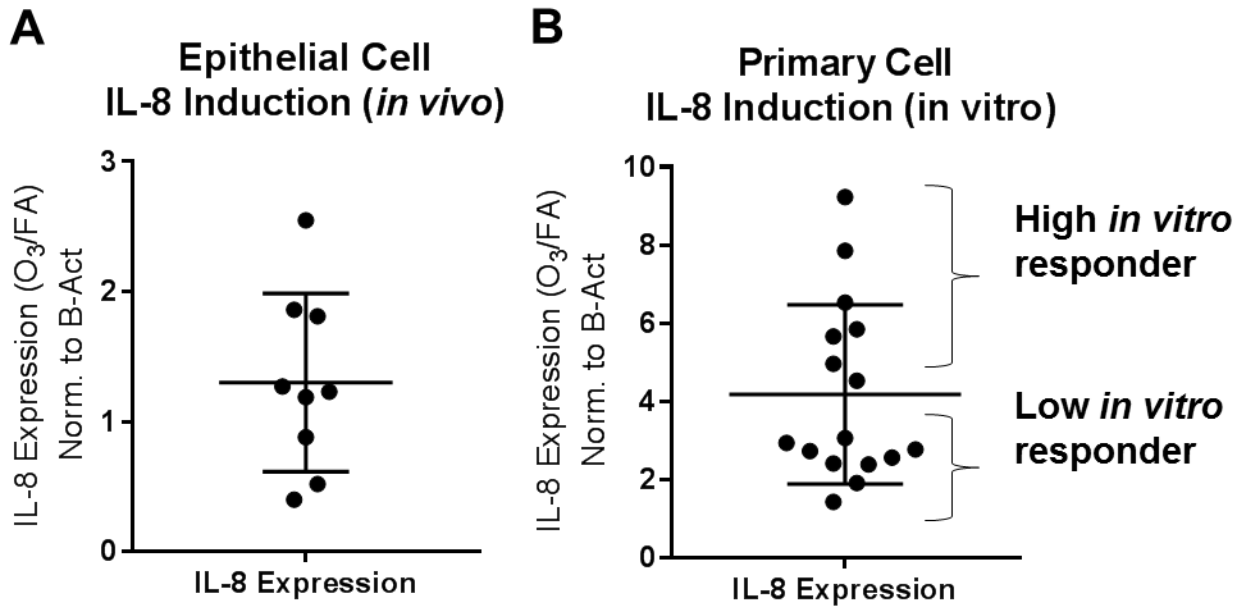 A
Epithelial Cell
IL-8 Induction (in vivo)
IL-8 Expression (O₃/FA)
Norm. to B-Act
3
2
1
0
IL-8 Expression
B
Primary Cell
IL-8 Induction (in vitro)
IL-8 Expression (O₃/FA)
Norm. to B-Act
10
8
6
4
2
0
IL-8 Expression
High in vitro
responder
Low in vitro
responder